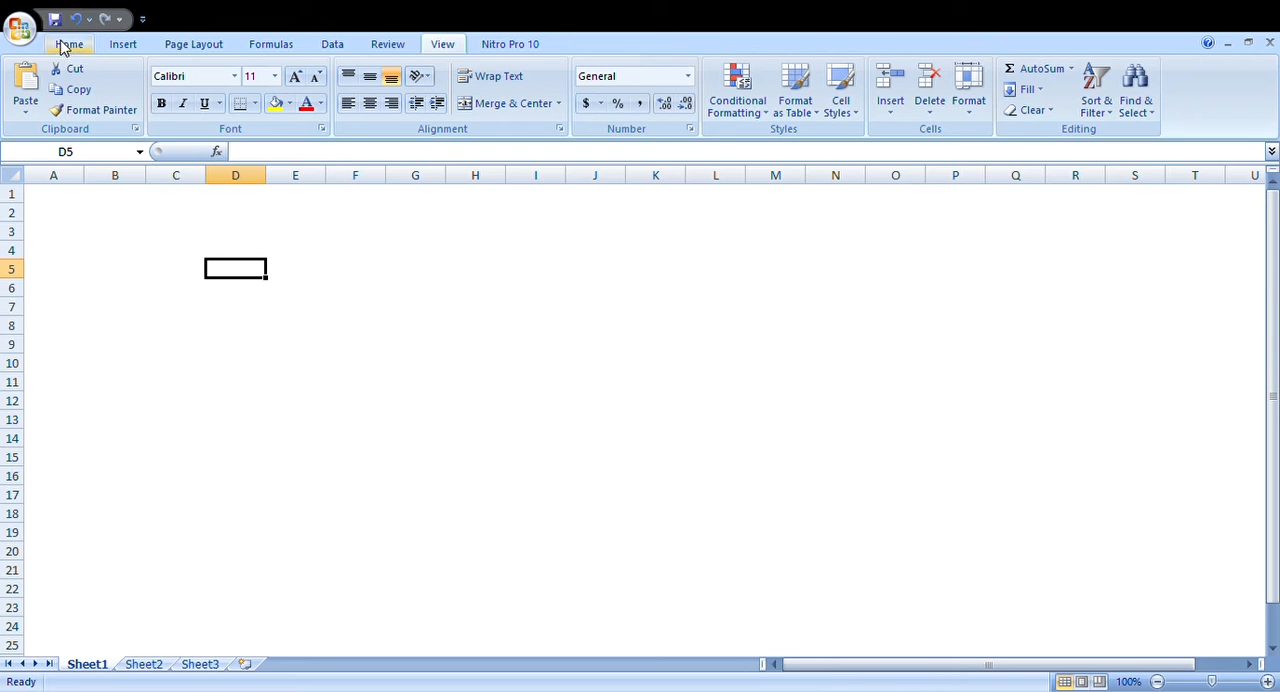 Home Insert Page Layout Formulas Data Review View Nitro Pro 10
Paste Cut Copy Format Painter Clipboard
Calibri 11 B I U A A A Font
Wrap Text Merge & Center Alignment
General $ % , .0 .00 .00 .0 Number
Conditional Formatting Format as Table Cell Styles Styles
Insert Delete Format Cells
Σ AutoSum Fill Clear Sort & Filter Find & Select Editing
D5 fx
A B C D E F G H I J K L M N O P Q R S T U
1
2
3
4
5
6
7
8
9
10
11
12
13
14
15
16
17
18
19
20
21
22
23
24
25
Sheet1 Sheet2 Sheet3
Ready 100%